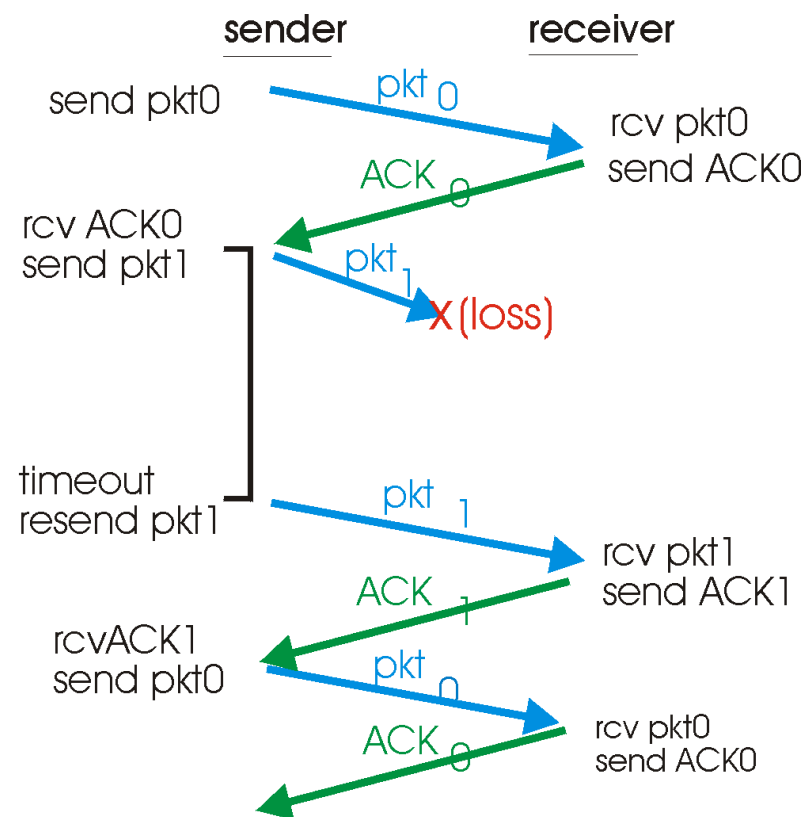 sender
receiver
send pkt0
pkt 0
rcv pkt0
send ACK0
ACK 0
rcv ACK0
send pkt1
pkt 1
X (loss)
timeout
resend pkt1
pkt 1
rcv pkt1
send ACK1
ACK 1
rcvACK1
send pkt0
pkt 0
rcv pkt0
send ACK0
ACK 0